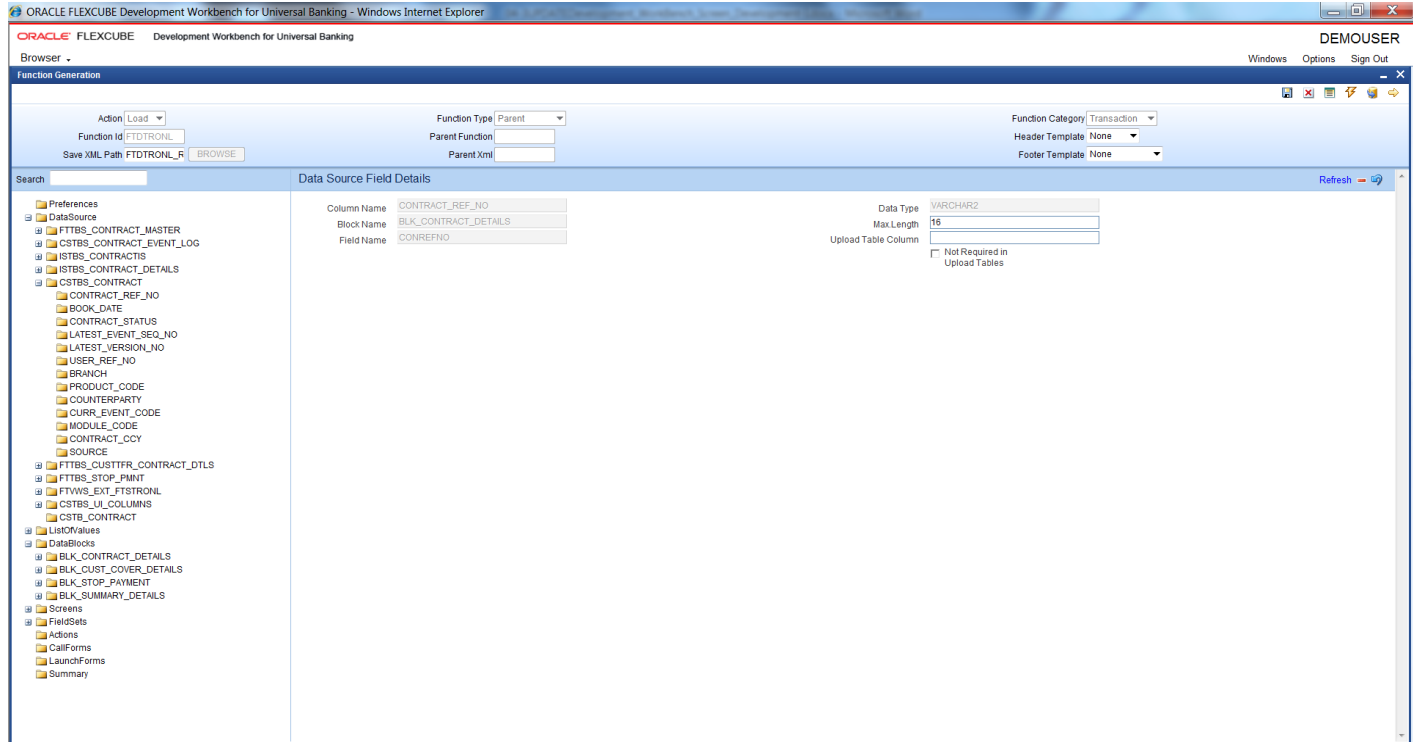 ORACLE FLEXCUBE Development Workbench for Universal Banking - Windows Internet Explorer
ORACLE FLEXCUBE Development Workbench for Universal Banking
DEMOUSER
Browser
Windows Options Sign Out
Function Generation
Action Load Function Type Parent Function Category Transaction
Function Id FTDTRONL Parent Function Header Template None
Save XML Path FTDTRONL_R BROWSE Parent Xml Footer Template None
Search Data Source Field Details Refresh
Column Name CONTRACT_REF_NO Data Type VARCHAR2
Block Name BLK_CONTRACT_DETAILS Max.Length 16
Field Name CONREFNO Upload Table Column
Not Required in
Upload Tables
Preferences
DataSource
FTTBS_CONTRACT_MASTER
CSTBS_CONTRACT_EVENT_LOG
ISTBS_CONTRACTIS
ISTBS_CONTRACT_DETAILS
CSTBS_CONTRACT
CONTRACT_REF_NO
BOOK_DATE
CONTRACT_STATUS
LATEST_EVENT_SEQ_NO
LATEST_VERSION_NO
USER_REF_NO
BRANCH
PRODUCT_CODE
COUNTERPARTY
CURR_EVENT_CODE
MODULE_CODE
CONTRACT_CCY
SOURCE
FTTBS_CUSTTFR_CONTRACT_DTLS
FTTBS_STOP_PMNT
FTVWS_EXT_FTSTRONL
CSTBS_UI_COLUMNS
CSTB_CONTRACT
ListOfValues
DataBlocks
BLK_CONTRACT_DETAILS
BLK_CUST_COVER_DETAILS
BLK_STOP_PAYMENT
BLK_SUMMARY_DETAILS
Screens
FieldSets
Actions
CallForms
LaunchForms
Summary